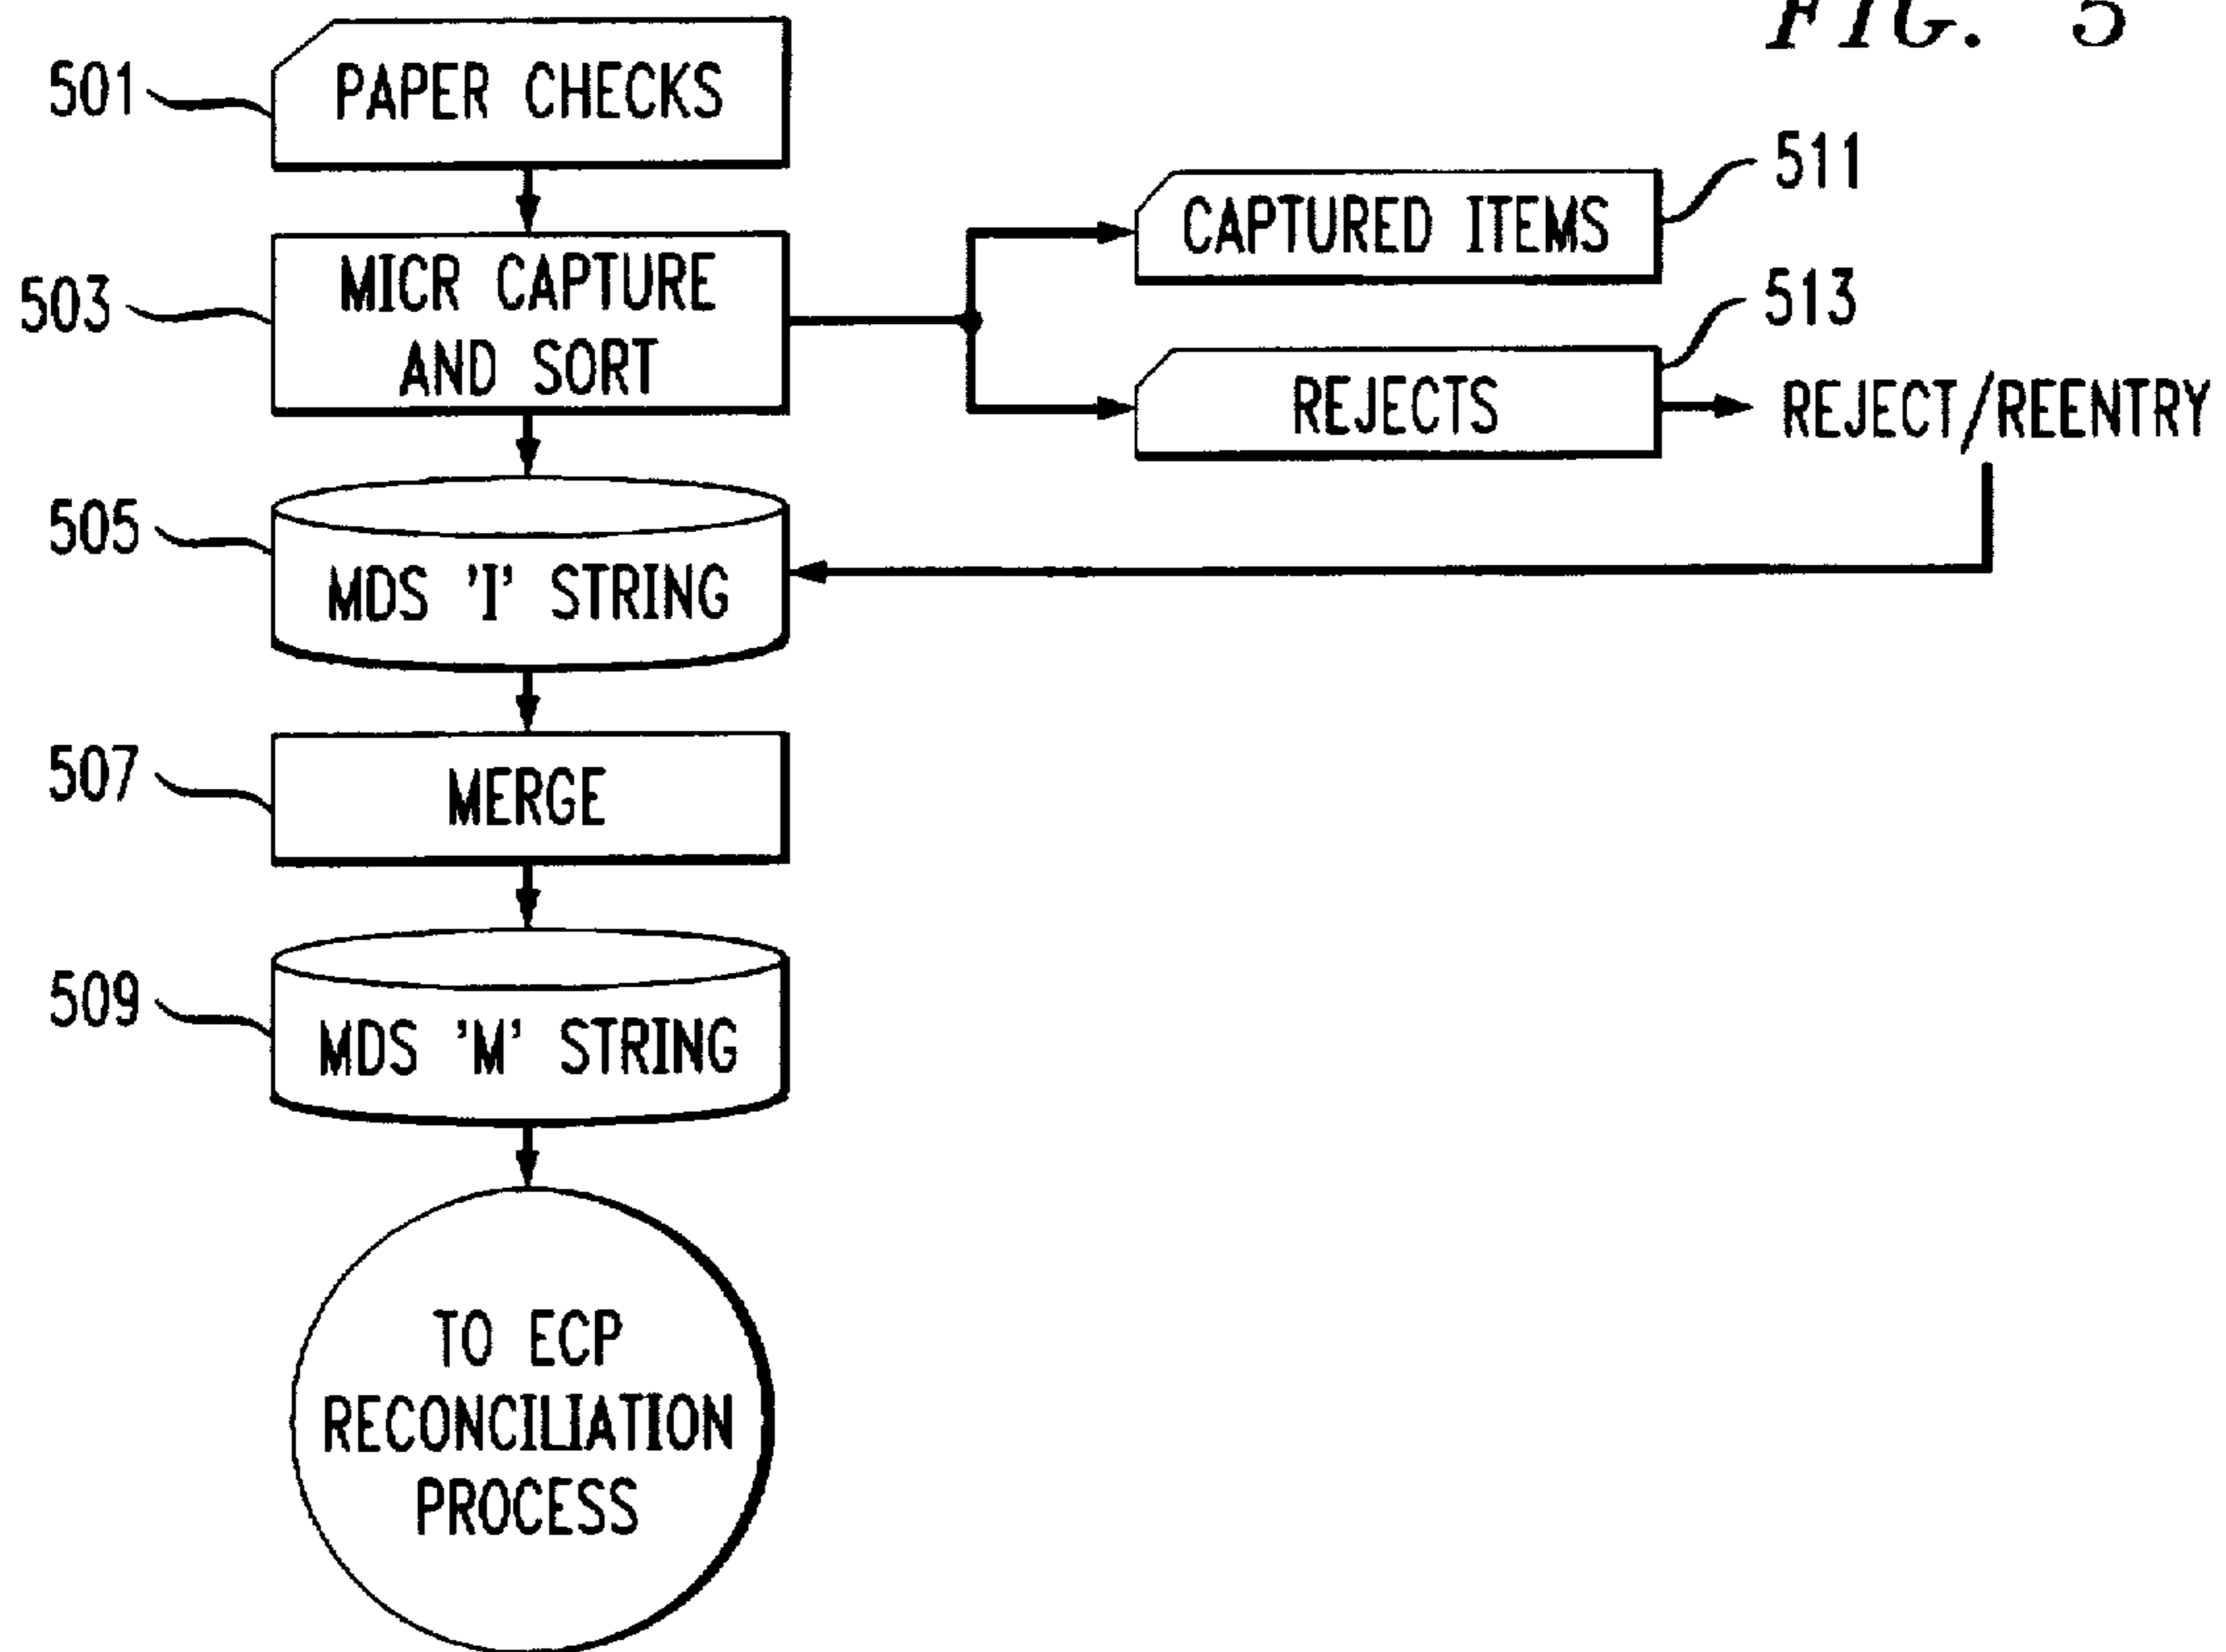 FIG. 5
501
PAPER CHECKS
503
MICR CAPTURE
AND SORT
CAPTURED ITEMS
511
REJECTS
513
REJECT/REENTRY
505
MDS 'I' STRING
507
MERGE
509
MDS 'M' STRING
TO ECP
RECONCILIATION
PROCESS